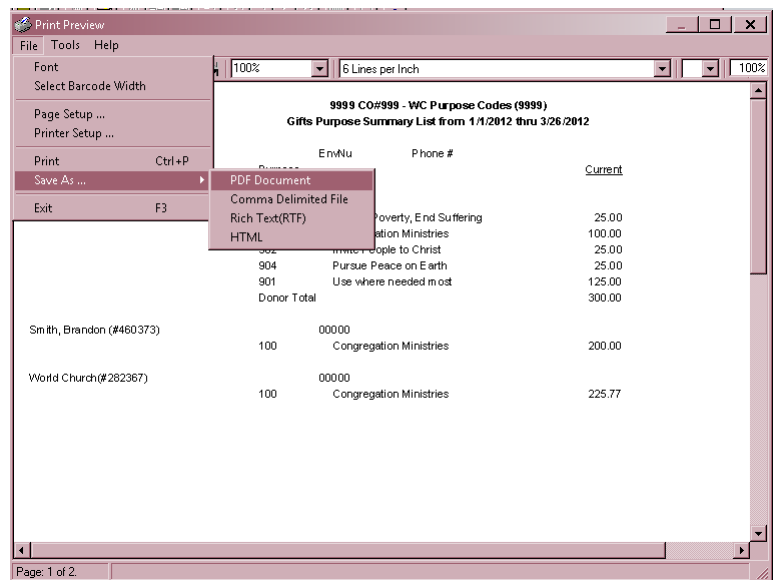 Print Preview
File Tools Help
Font
Select Barcode Width
Page Setup ...
Printer Setup ...
Print Ctrl+P
Save As ...
Exit F3
PDF Document
Comma Delimited File
Rich Text(RTF)
HTML
100% 6 Lines per Inch 100%
9999 CO#999 - WC Purpose Codes (9999)
Gifts Purpose Summary List from 1/1/2012 thru 3/26/2012
EnvNu Phone #
Current
Poverty, End Suffering 25.00
Ministries 100.00
People to Christ 25.00
904 Pursue Peace on Earth 25.00
901 Use where needed most 125.00
Donor Total 300.00
Smith, Brandon (#460373) 00000
100 Congregation Ministries 200.00
World Church(#282367) 00000
100 Congregation Ministries 225.77
Page: 1 of 2.